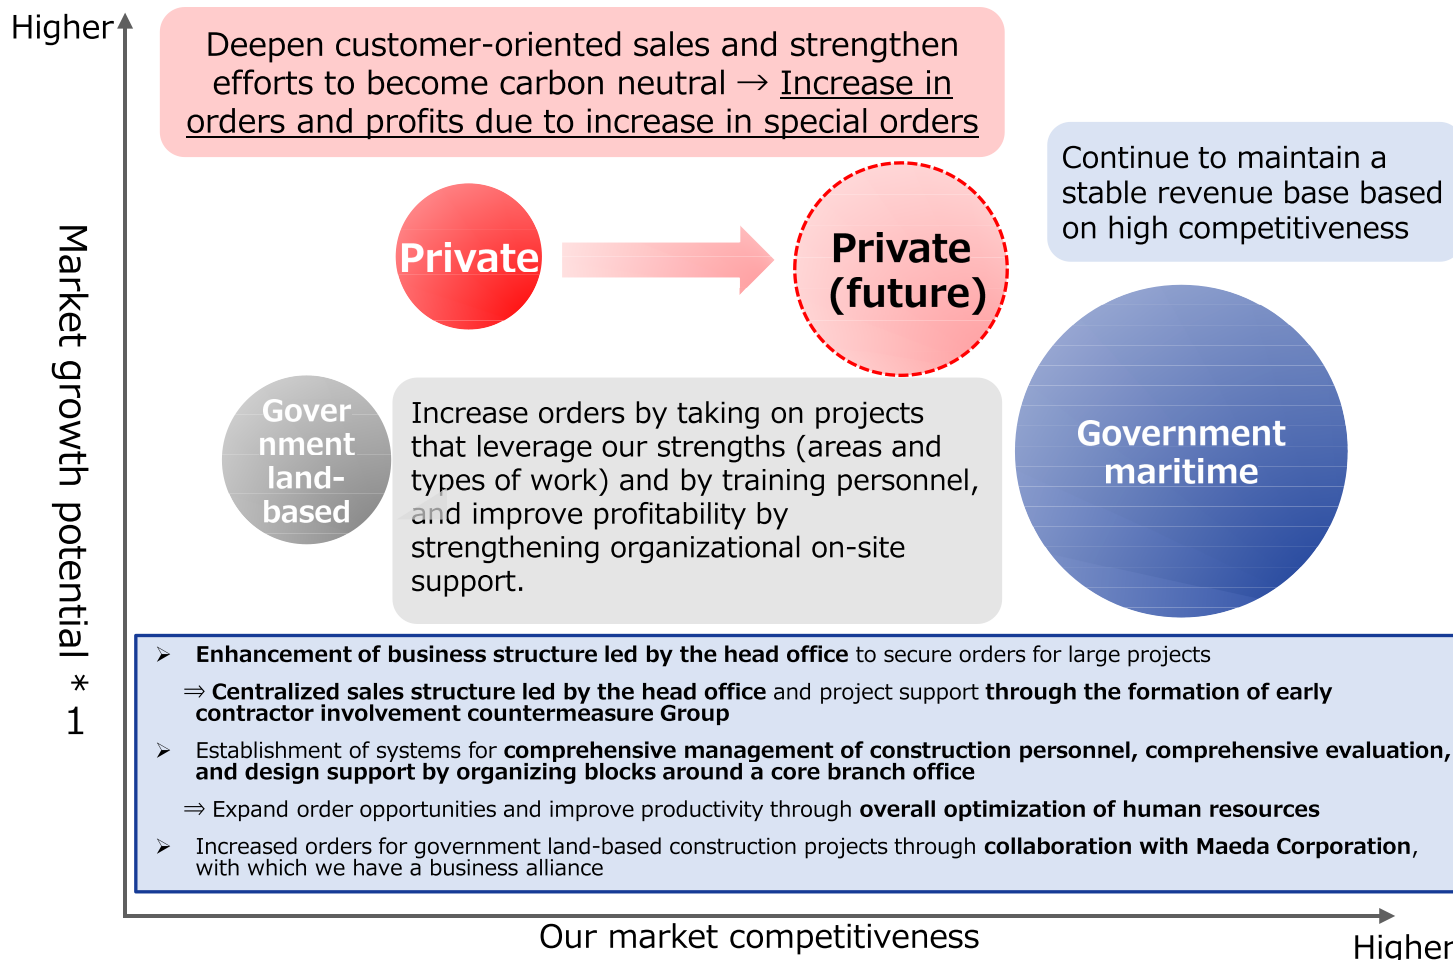 Higher
Deepen customer-oriented sales and strengthen
efforts to become carbon neutral → Increase in
orders and profits due to increase in special orders
Continue to maintain a
stable revenue base based
on high competitiveness
Private
Private
(future)
Market growth potential *1
Gover
nment
land-
based
Increase orders by taking on projects
that leverage our strengths (areas and
types of work) and by training personnel,
and improve profitability by
strengthening organizational on-site
support.
Government
maritime
➢ Enhancement of business structure led by the head office to secure orders for large projects
⇒ Centralized sales structure led by the head office and project support through the formation of early
contractor involvement countermeasure Group
➢ Establishment of systems for comprehensive management of construction personnel, comprehensive evaluation,
and design support by organizing blocks around a core branch office
⇒ Expand order opportunities and improve productivity through overall optimization of human resources
➢ Increased orders for government land-based construction projects through collaboration with Maeda Corporation,
with which we have a business alliance
Our market competitiveness
Higher